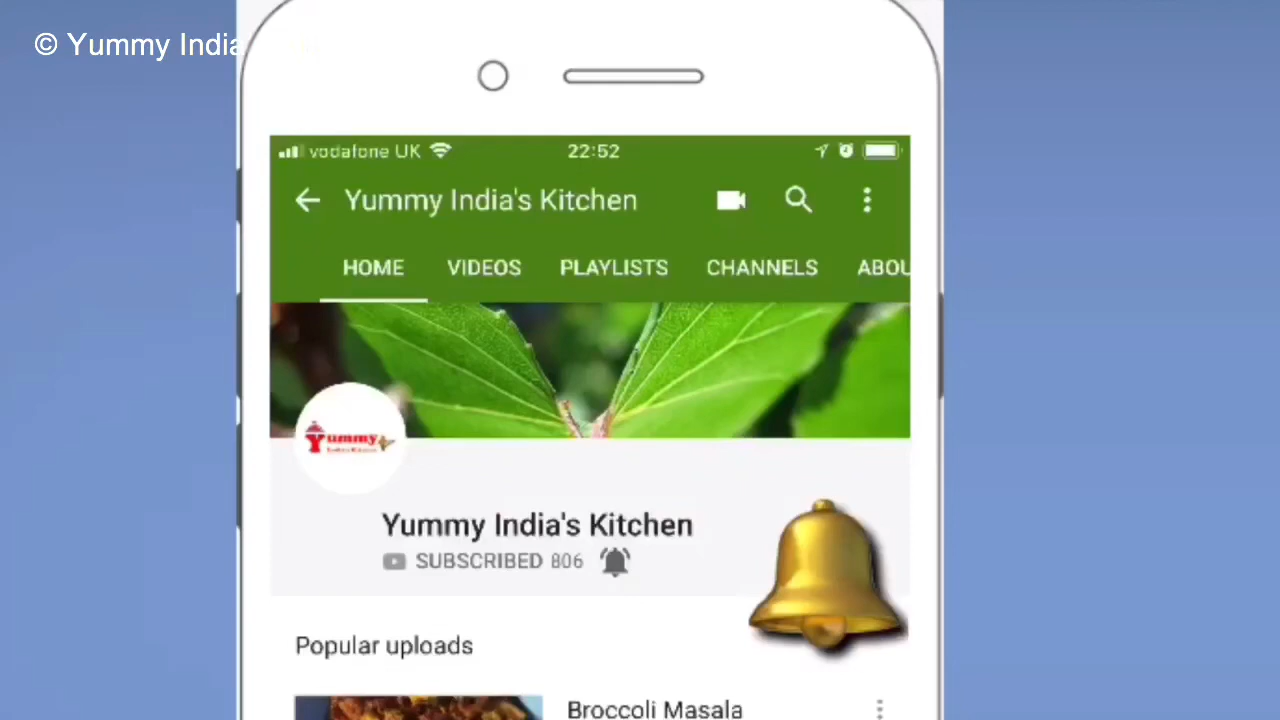 © Yummy India
vodafone UK 22:52
Yummy India's Kitchen
HOME VIDEOS PLAYLISTS CHANNELS ABOU
Yummy
Yummy India's Kitchen
SUBSCRIBED 806
Popular uploads
Broccoli Masala